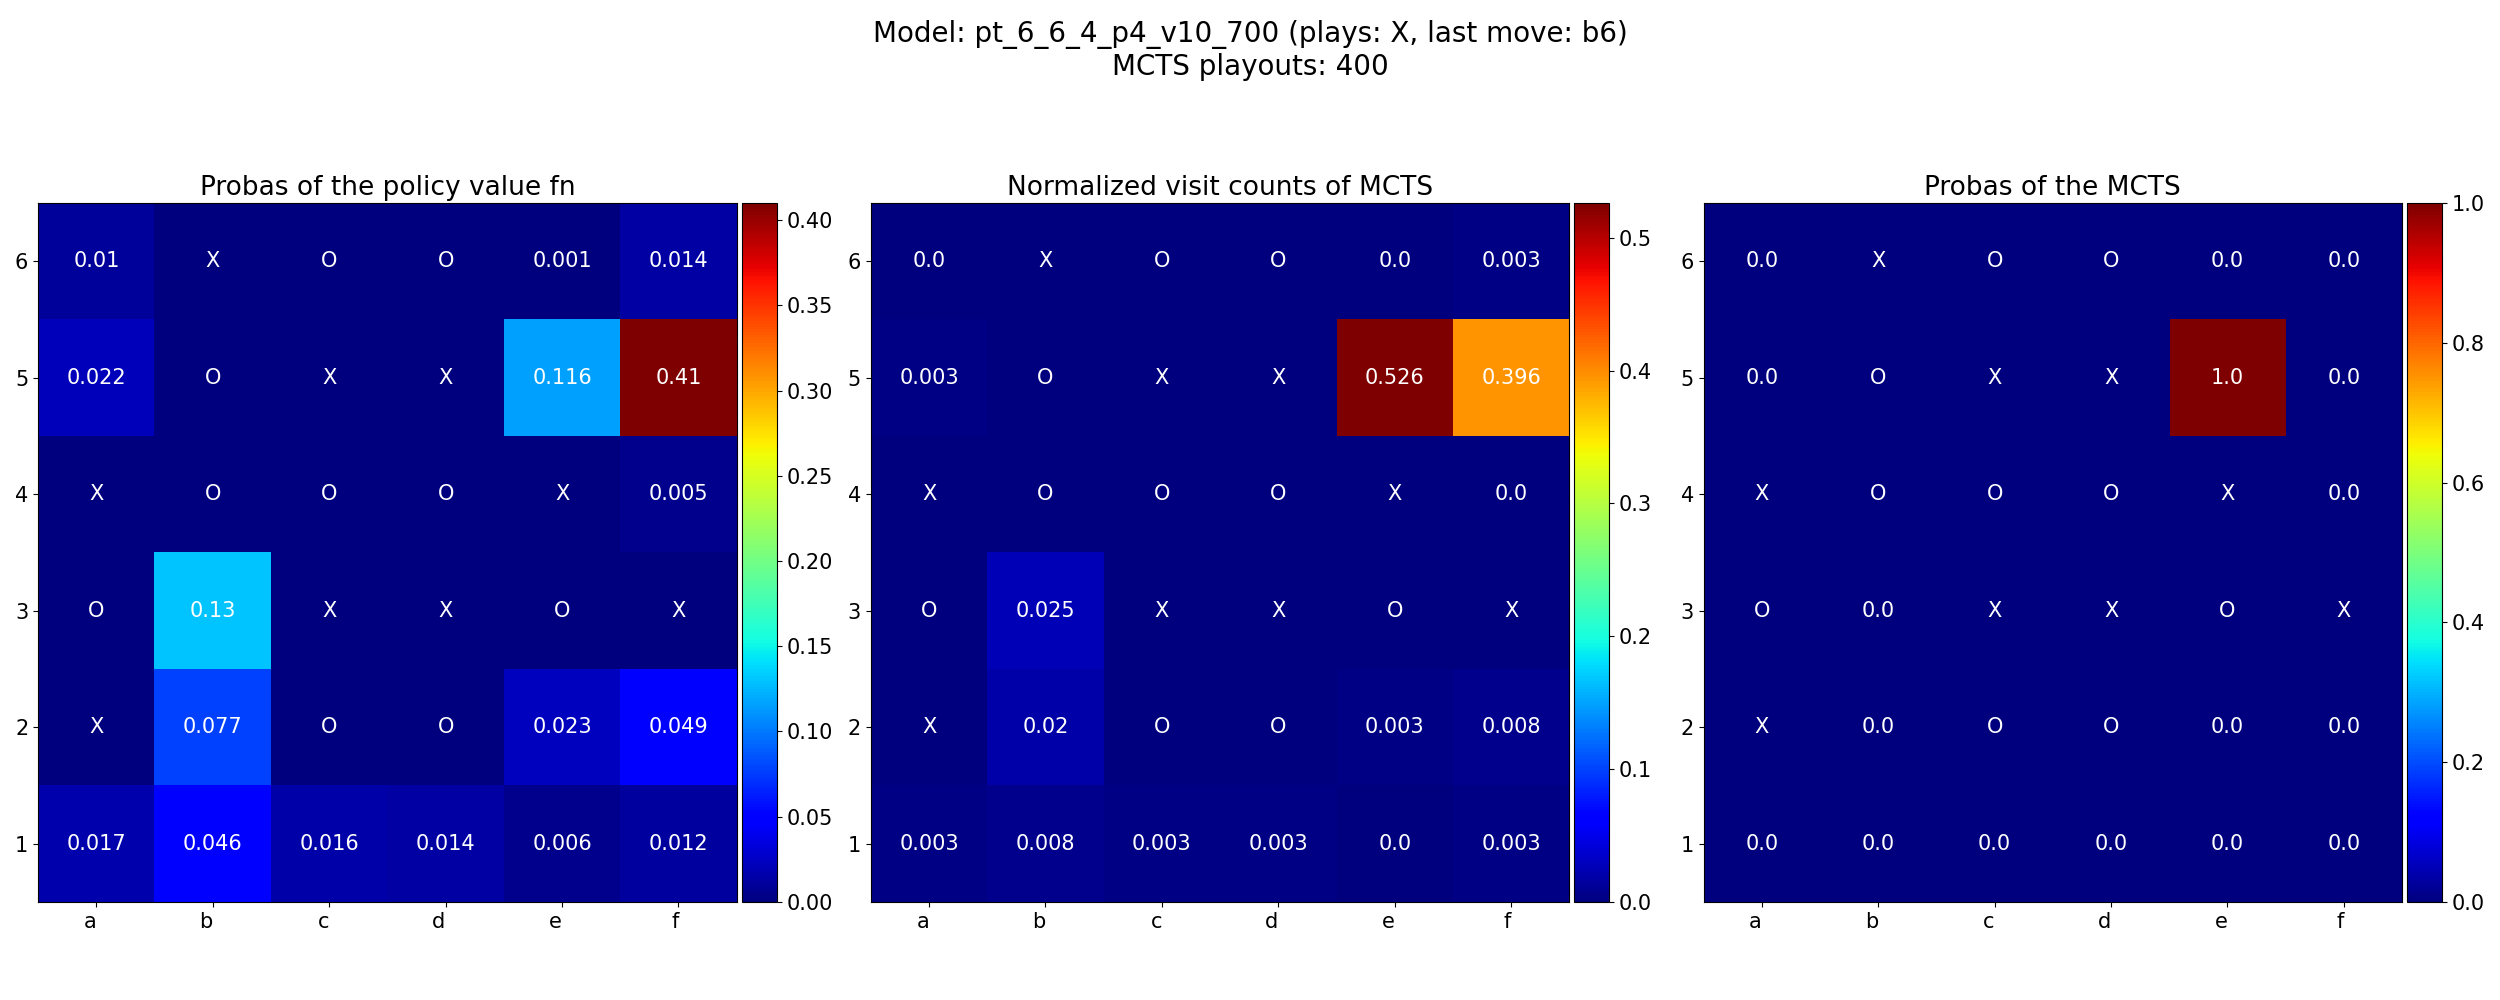 Model: pt_6_6_4_p4_v10_700 (plays: X, last move: b6)
MCTS playouts: 400
Probas of the policy value fn
6 0.01 X O O 0.001 0.014
5 0.022 O X X 0.116 0.41
4 X O O O X 0.005
3 O 0.13 X X O X
2 X 0.077 O O 0.023 0.049
1 0.017 0.046 0.016 0.014 0.006 0.012
a b c d e f
0.40
0.35
0.30
0.25
0.20
0.15
0.10
0.05
0.00
Normalized visit counts of MCTS
6 0.0 X O O 0.0 0.003
5 0.003 O X X 0.526 0.396
4 X O O O X 0.0
3 O 0.025 X X O X
2 X 0.02 O O 0.003 0.008
1 0.003 0.008 0.003 0.003 0.0 0.003
a b c d e f
0.5
0.4
0.3
0.2
0.1
0.0
Probas of the MCTS
6 0.0 X O O 0.0 0.0
5 0.0 O X X 1.0 0.0
4 X O O O X 0.0
3 O 0.0 X X O X
2 X 0.0 O O 0.0 0.0
1 0.0 0.0 0.0 0.0 0.0 0.0
a b c d e f
1.0
0.8
0.6
0.4
0.2
0.0